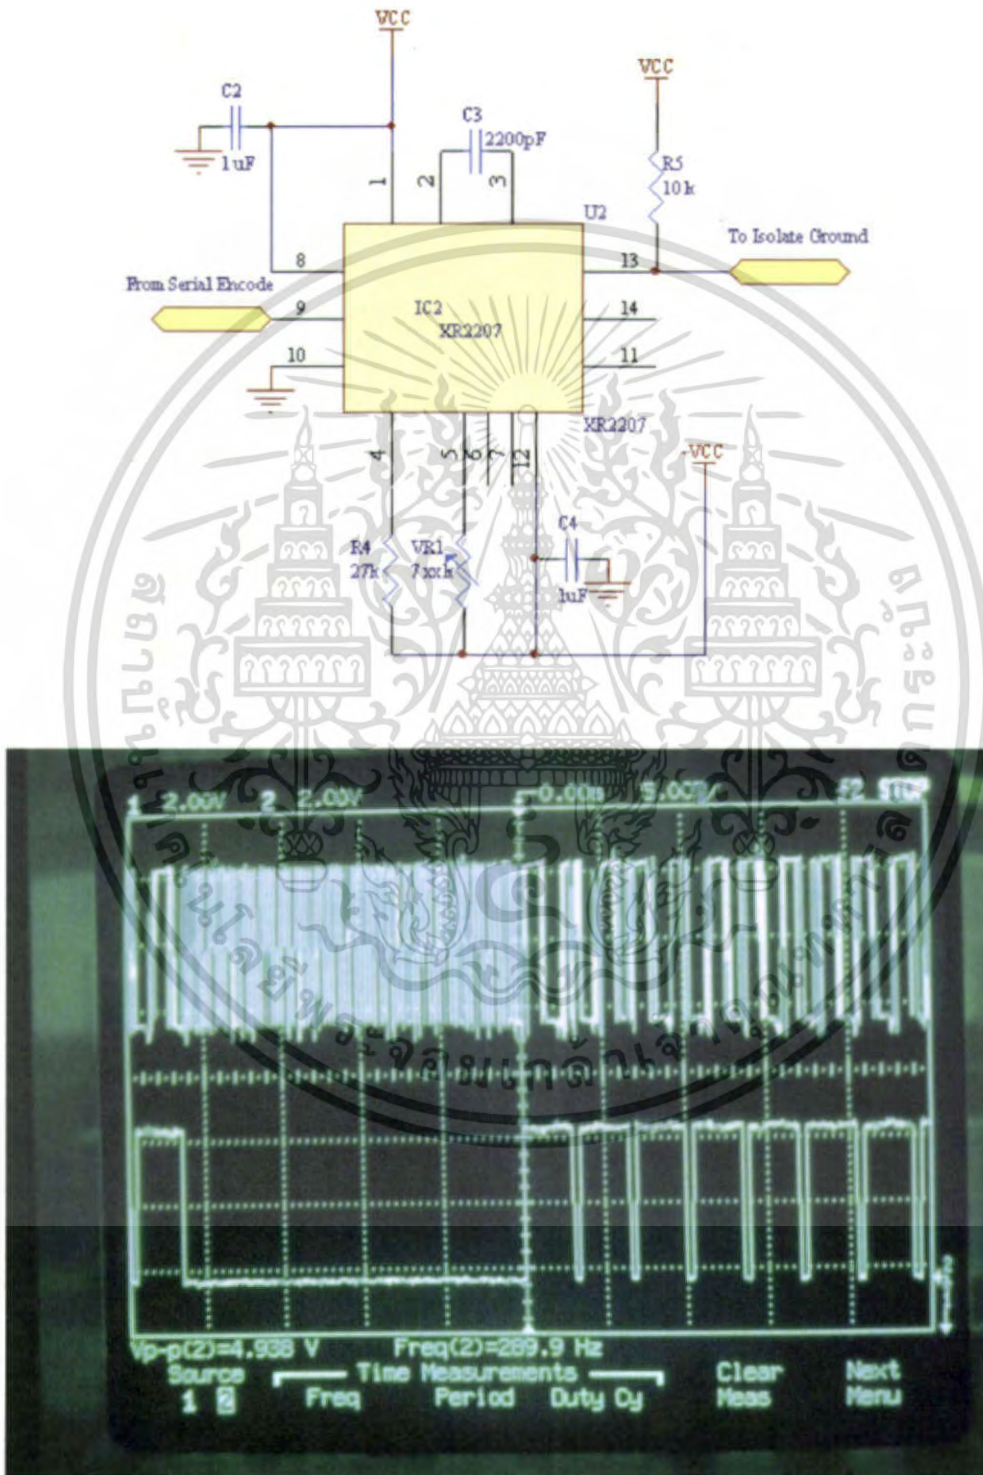 VCC
VCC
C2
1uF
C3
2200pF
R5
10k
1
2
3
U2
To Isolate Ground
8
13
From Serial Encode
9
IC2
XR2207
14
10
11
XR2207
4
5
6
7
12
-VCC
R4
27k
VR1
7xxk
C4
1uF
1 2.00V 2 2.00V 0.00s 5.00 STOP
Vp-p(2)=4.938 V Freq(2)=289.9 Hz
Source
Time Measurements
Clear
Next
1 2
Freq
Period
Duty Cy
Meas
Menu